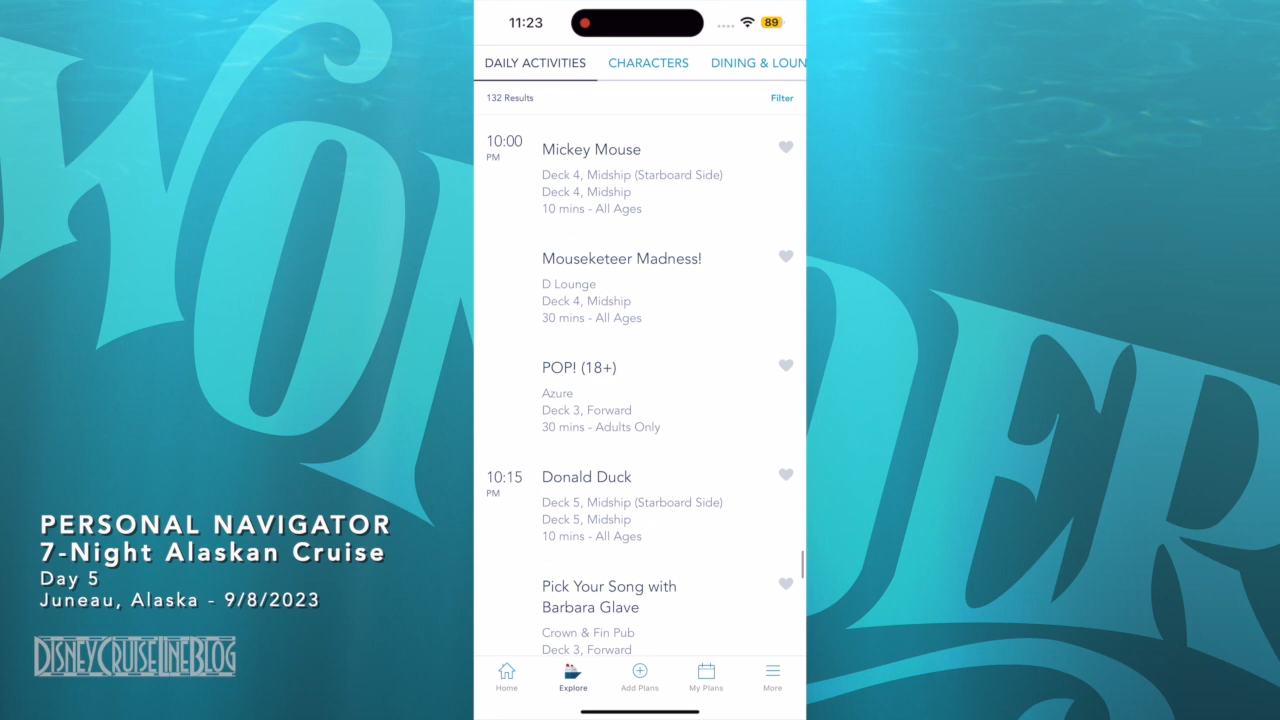 WONDER
11:23
89
DAILY ACTIVITIES
CHARACTERS
DINING & LOUN
132 Results
Filter
10:00
PM
Mickey Mouse
Deck 4, Midship (Starboard Side)
Deck 4, Midship
10 mins - All Ages
Mouseketeer Madness!
D Lounge
Deck 4, Midship
30 mins - All Ages
POP! (18+)
Azure
Deck 3, Forward
30 mins - Adults Only
10:15
PM
Donald Duck
Deck 5, Midship (Starboard Side)
Deck 5, Midship
10 mins - All Ages
Pick Your Song with
Barbara Glave
Crown & Fin Pub
Deck 3, Forward
Home
Explore
Add Plans
My Plans
More
PERSONAL NAVIGATOR
7-Night Alaskan Cruise
Day 5
Juneau, Alaska - 9/8/2023
DISNEYCRUISELINEBLOG